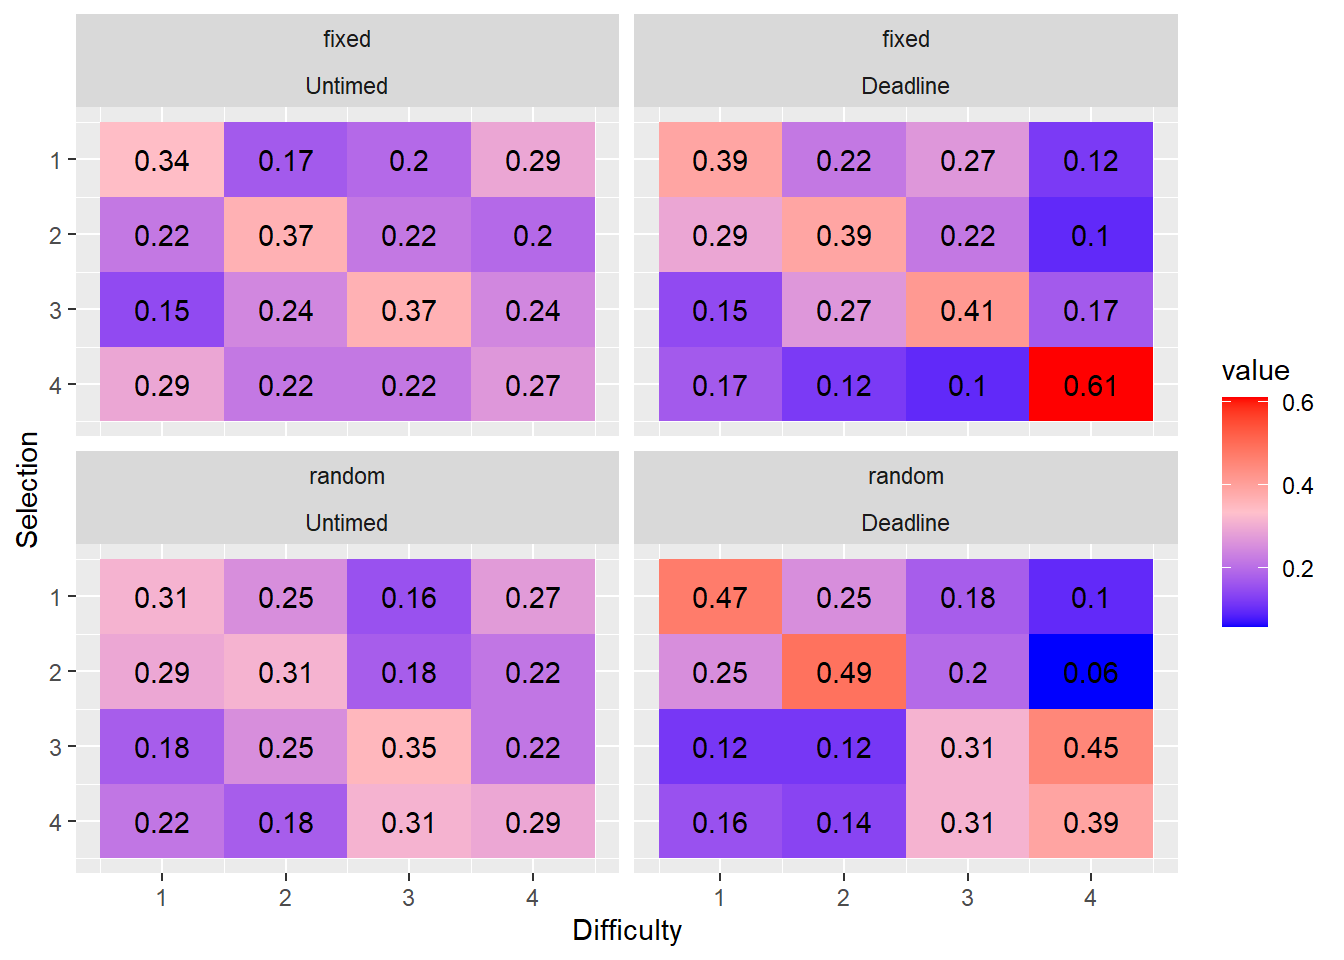 fixed
Untimed
fixed
Deadline
1 0.34 0.17 0.2 0.29
2 0.22 0.37 0.22 0.2
3 0.15 0.24 0.37 0.24
4 0.29 0.22 0.22 0.27
0.39 0.22 0.27 0.12
0.29 0.39 0.22 0.1
0.15 0.27 0.41 0.17
0.17 0.12 0.1 0.61
random
Untimed
random
Deadline
1 0.31 0.25 0.16 0.27
2 0.29 0.31 0.18 0.22
3 0.18 0.25 0.35 0.22
4 0.22 0.18 0.31 0.29
0.47 0.25 0.18 0.1
0.25 0.49 0.2 0.06
0.12 0.12 0.31 0.45
0.16 0.14 0.31 0.39
1 2 3 4
1 2 3 4
Difficulty
Selection
value
0.6
0.4
0.2